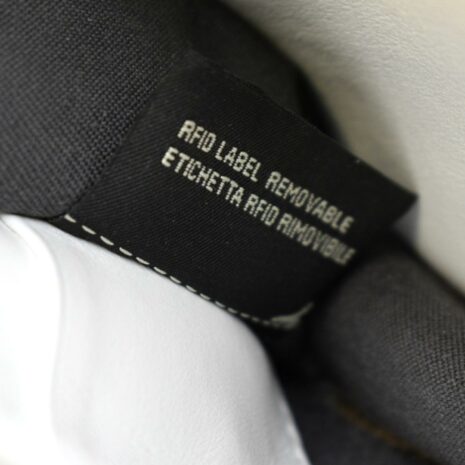 RFID LABEL REMOVABLE
ETICHETTA RFID RIMOVIBILE